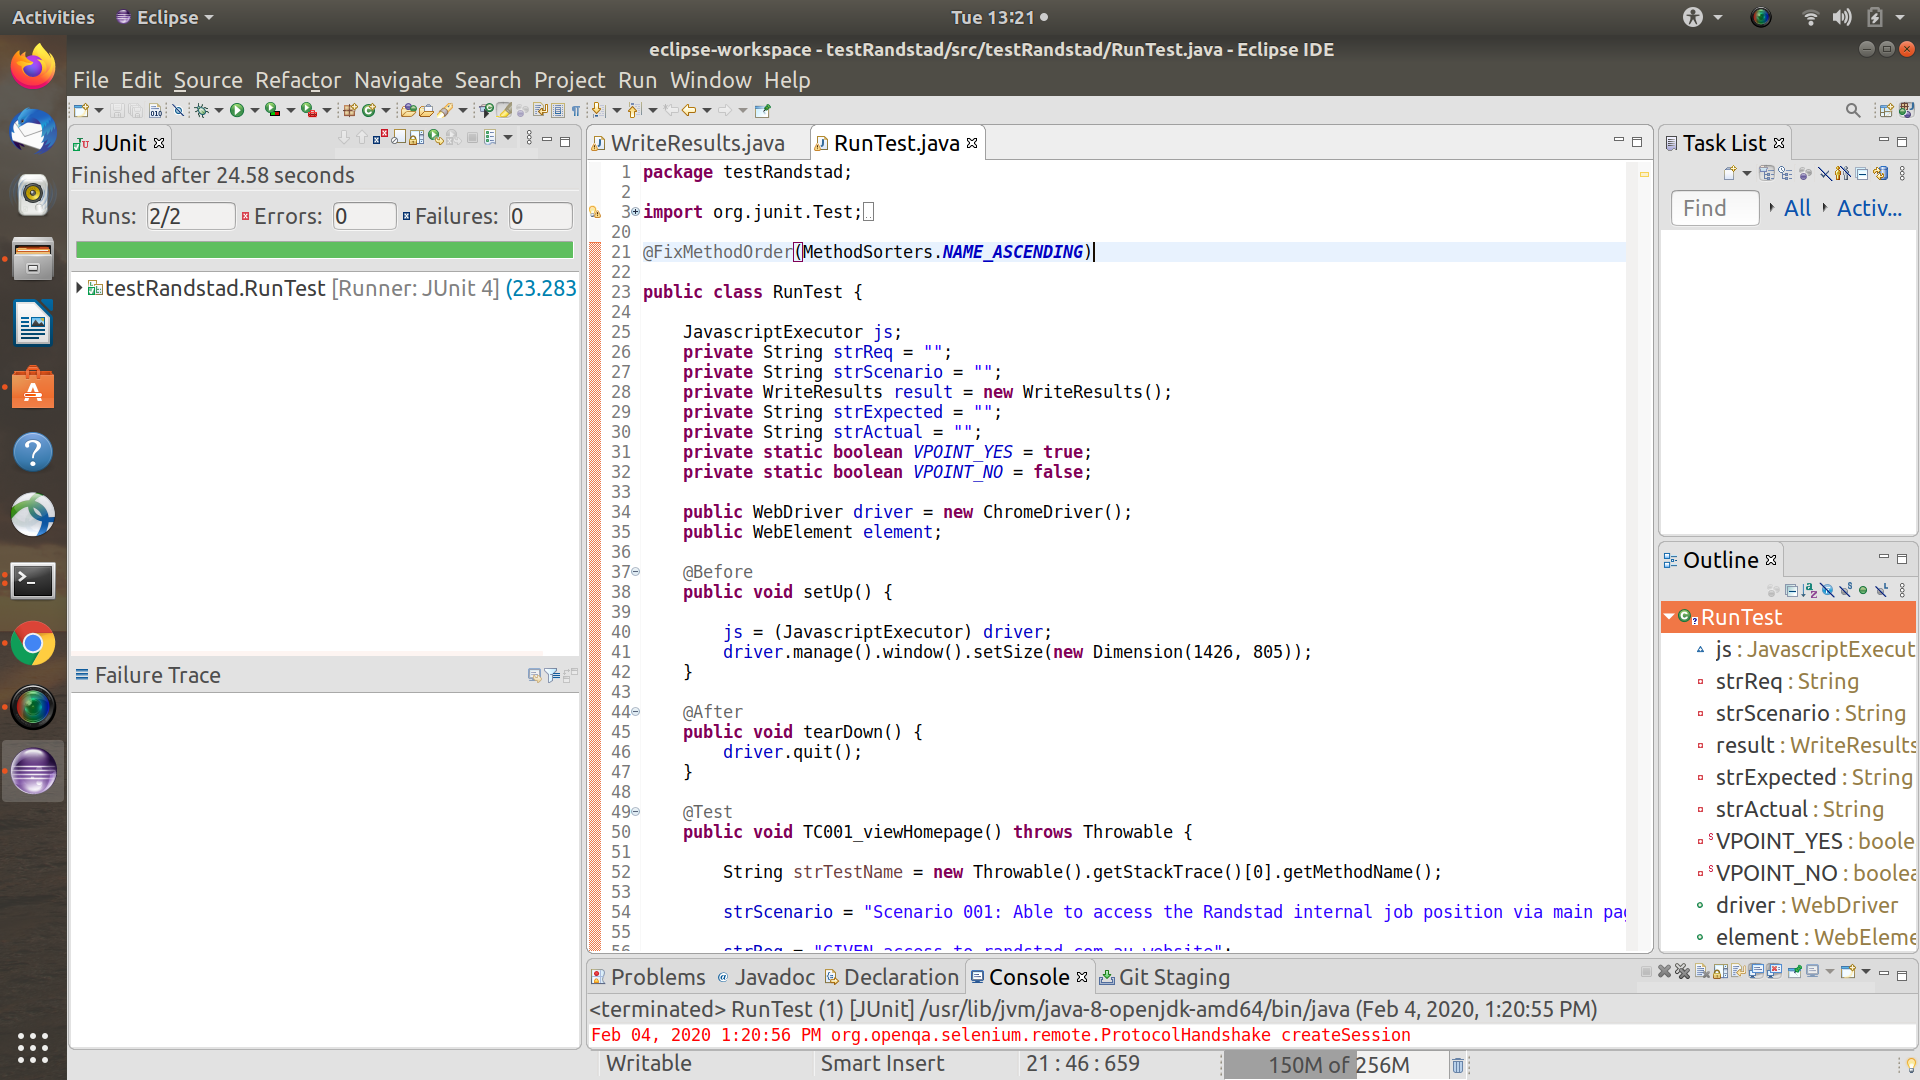 Activities Eclipse Tue 13:21
eclipse-workspace - testRandstad/src/testRandstad/RunTest.java - Eclipse IDE
File Edit Source Refactor Navigate Search Project Run Window Help
JUnit
Finished after 24.58 seconds
Runs: 2/2 Errors: 0 Failures: 0
testRandstad.RunTest [Runner: JUnit 4] (23.283
Failure Trace
WriteResults.java RunTest.java
1 package testRandstad;
2
3 import org.junit.Test;
20
21 @FixMethodOrder(MethodSorters.NAME_ASCENDING)
22
23 public class RunTest {
24
25 JavascriptExecutor js;
26 private String strReq = "";
27 private String strScenario = "";
28 private WriteResults result = new WriteResults();
29 private String strExpected = "";
30 private String strActual = "";
31 private static boolean VPOINT_YES = true;
32 private static boolean VPOINT_NO = false;
33
34 public WebDriver driver = new ChromeDriver();
35 public WebElement element;
36
37 @Before
38 public void setUp() {
39
40 js = (JavascriptExecutor) driver;
41 driver.manage().window().setSize(new Dimension(1426, 805));
42 }
43
44 @After
45 public void tearDown() {
46 driver.quit();
47 }
48
49 @Test
50 public void TC001_viewHomepage() throws Throwable {
51
52 String strTestName = new Throwable().getStackTrace()[0].getMethodName();
53
54 strScenario = "Scenario 001: Able to access the Randstad internal job position via main pag
55
56 strReq = "GIVEN access to randstad.com.au website";
Problems Javadoc Declaration Console Git Staging
<terminated> RunTest (1) [JUnit] /usr/lib/jvm/java-8-openjdk-amd64/bin/java (Feb 4, 2020, 1:20:55 PM)
Feb 04, 2020 1:20:56 PM org.openqa.selenium.remote.ProtocolHandshake createSession
Writable Smart Insert 21 : 46 : 659 150M of 256M
Task List
Find All Activ...
Outline
RunTest
js : JavascriptExecut
strReq : String
strScenario : String
result : WriteResults
strExpected : String
strActual : String
VPOINT_YES : boole
VPOINT_NO : boolea
driver : WebDriver
element : WebEleme